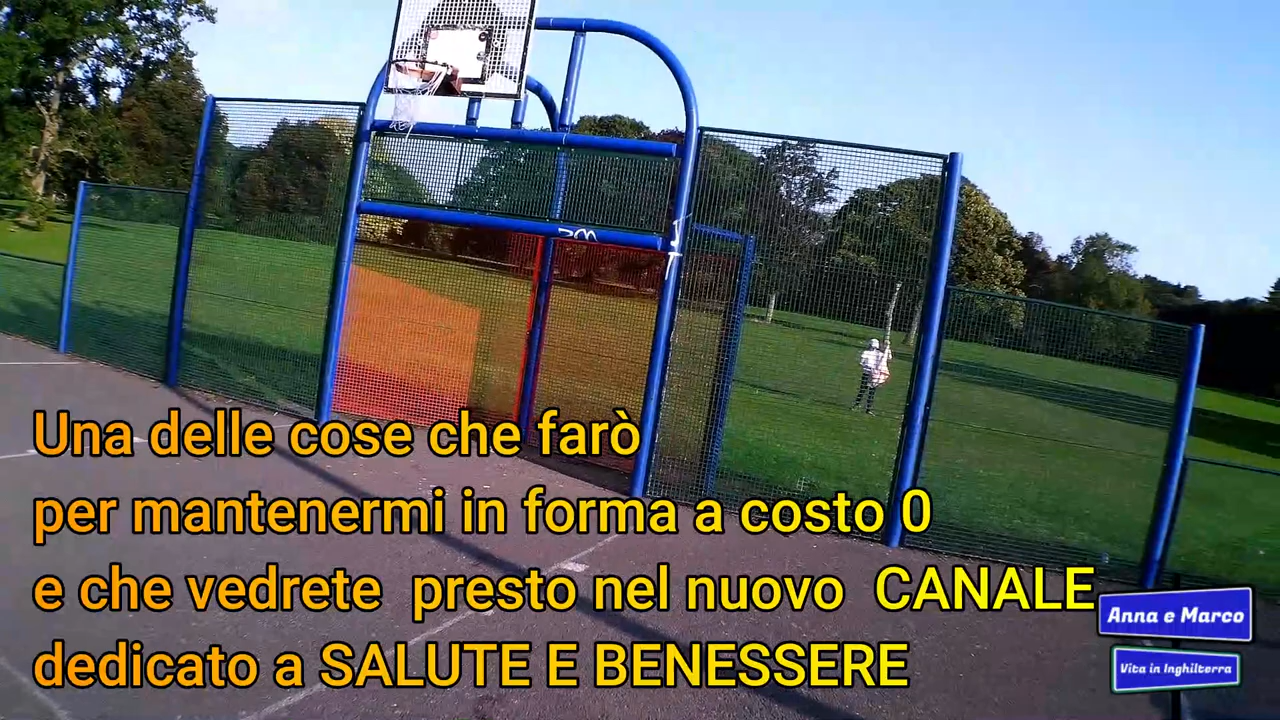 Una delle cose che farò
per mantenermi in forma a costo 0
e che vedrete presto nel nuovo CANALE
dedicato a SALUTE E BENESSERE
Anna e Marco
Vita in Inghilterra